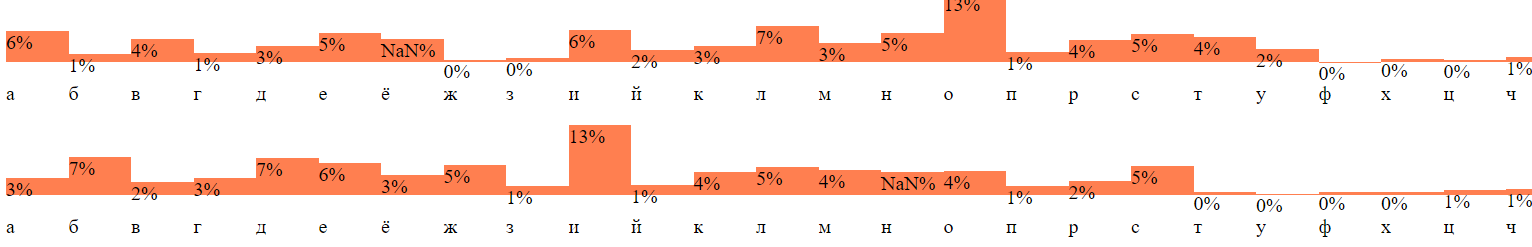 6% 1% 4% 1% 3% 5% NaN% 0% 0% 6% 2% 3% 7% 3% 5% 13% 1% 4% 5% 4% 2% 0% 0% 0% 1%
а б в г д е ё ж з и й к л м н о п р с т у ф х ц ч
3% 7% 2% 3% 7% 6% 3% 5% 1% 13% 1% 4% 5% 4% NaN% 4% 1% 2% 5% 0% 0% 0% 0% 1% 1%
а б в г д е ё ж з и й к л м н о п р с т у ф х ц ч